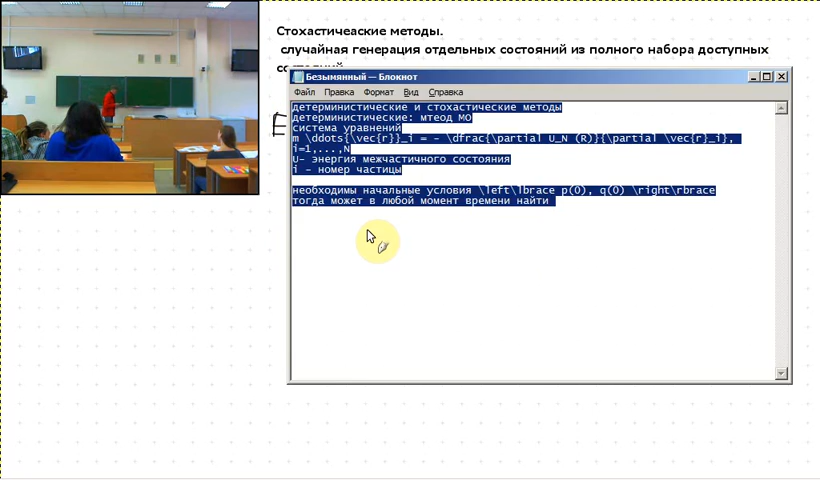 Стохастичеаские методы.
случайная генерация отдельных состояний из полного набора доступных
состояний
Безымянный — Блокнот
Файл Правка Формат Вид Справка
детерминистические и стохастические методы
детерминистические: мтеод МО
система уравнений
m \ddots{\vec{r}}_i = - \dfrac{\partial U_N (R)}{\partial \vec{r}_i},
i=1,...,N
U- энергия межчастичного состояния
i - номер частицы
необходимы начальные условия \left\lbrace p(0), q(0) \right\rbrace
тогда может в любой момент времени найти
E